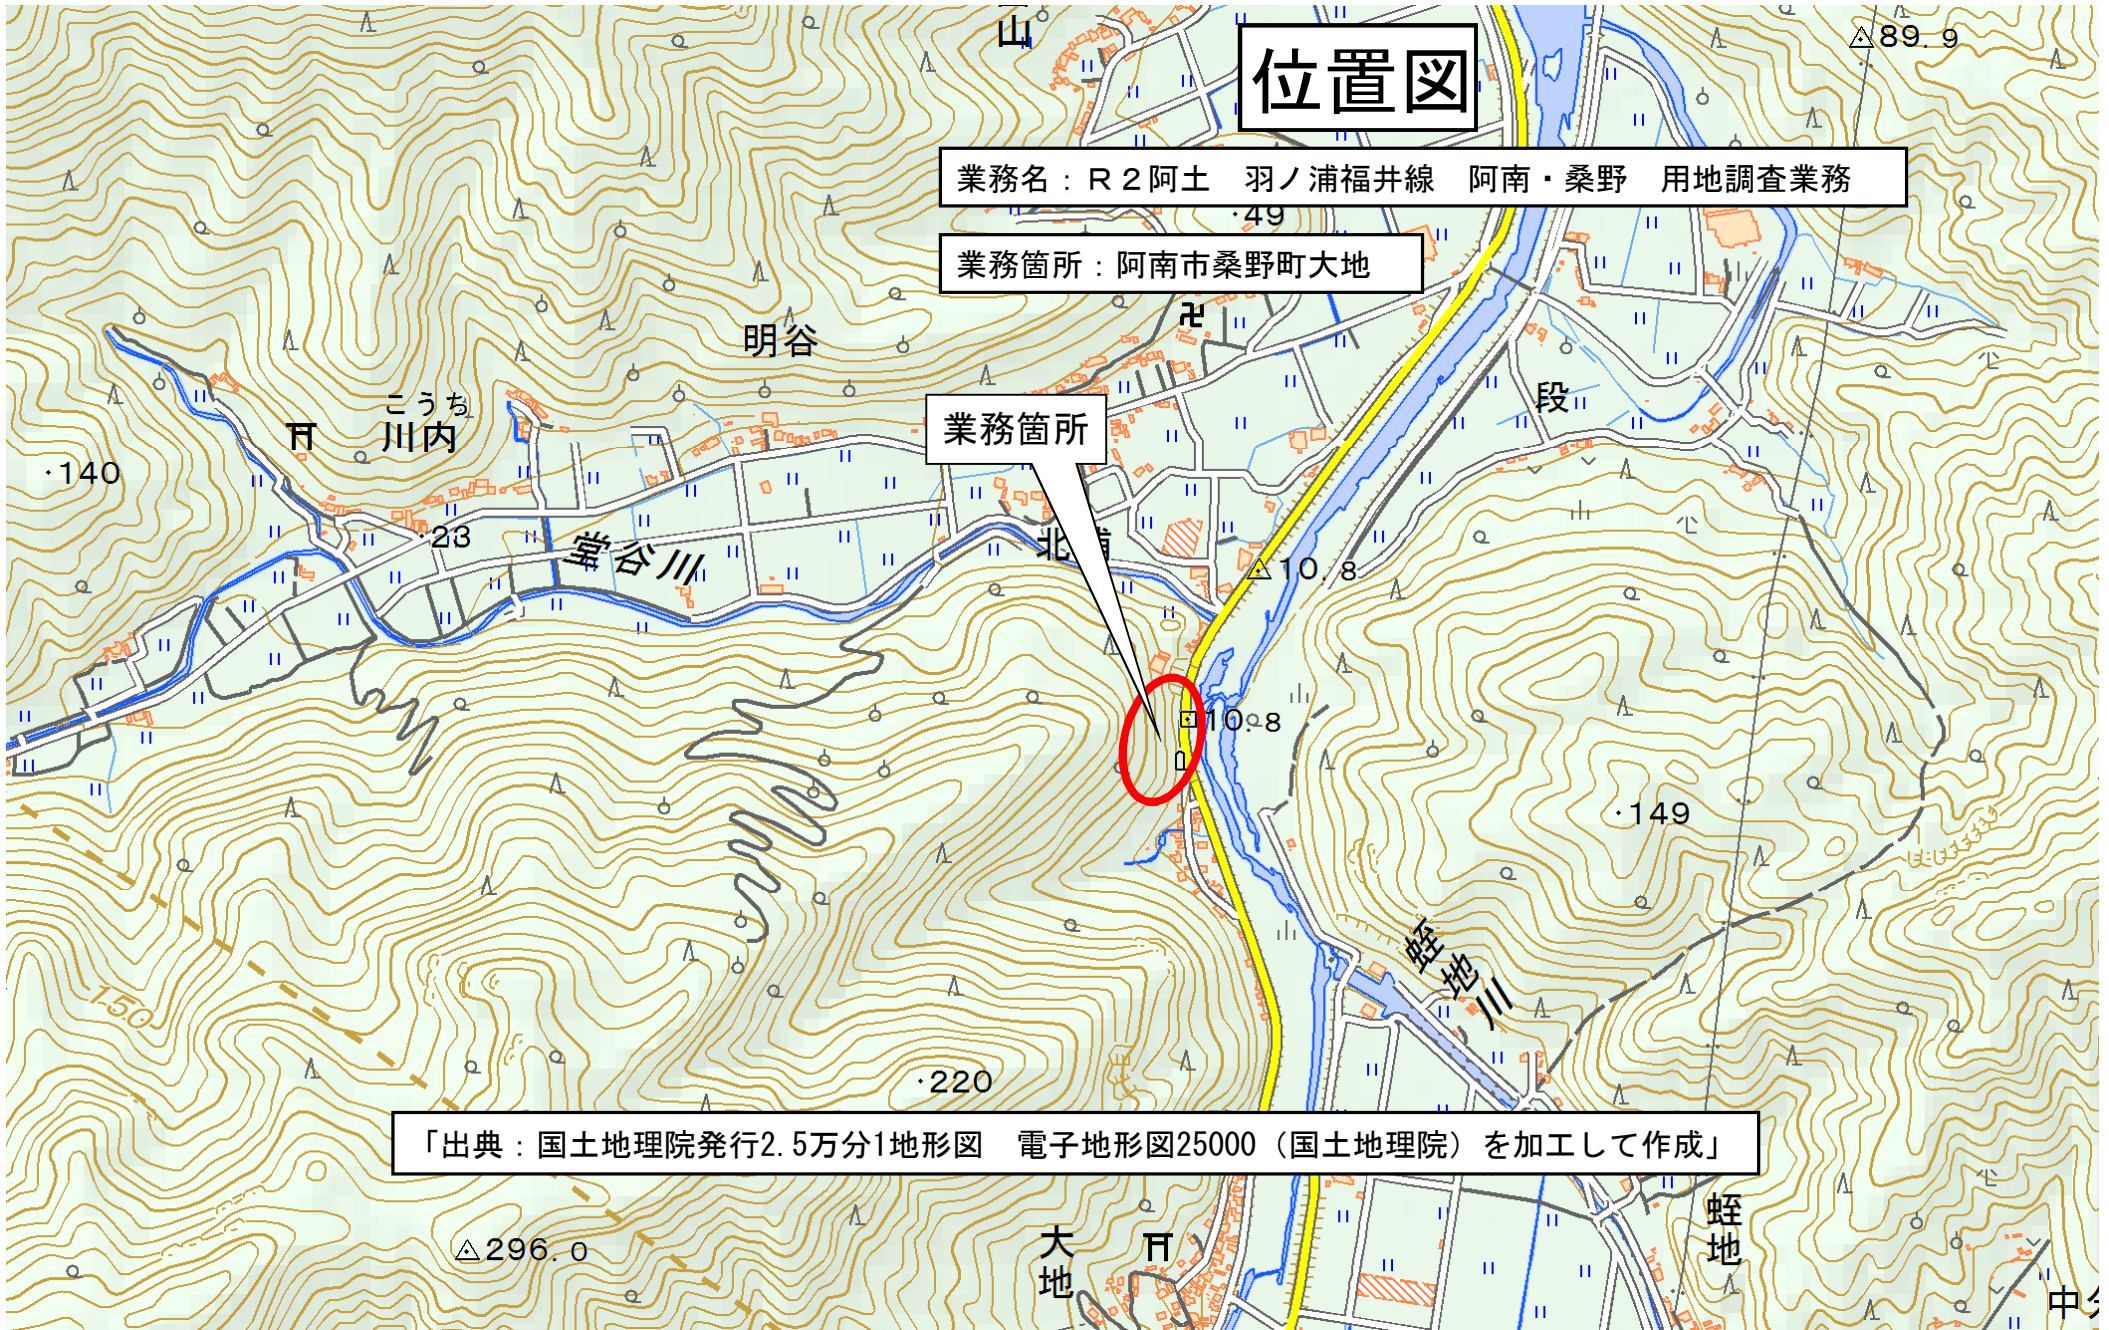 山
位置図
89.9
業務名：Ｒ２阿土　羽ノ浦福井線　阿南・桑野　用地調査業務
49
業務箇所：阿南市桑野町大地
明谷
こうち
川内
段
業務箇所
140
23
堂谷川
北浦
10.8
10.8
149
蛭地川
150
220
「出典：国土地理院発行2.5万分1地形図　電子地形図25000（国土地理院）を加工して作成」
296.0
大地
蛭地
中